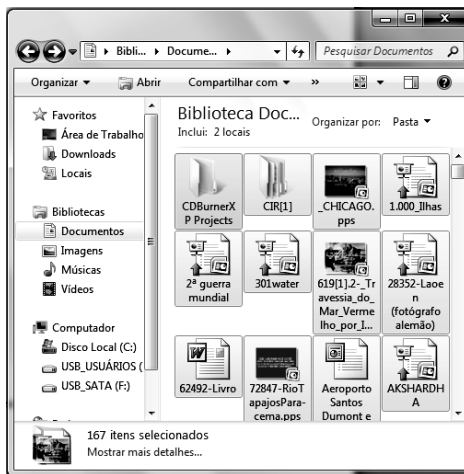 Bibli... Docume...
Pesquisar Documentos
Organizar
Abrir
Compartilhar com
»
Favoritos
Área de Trabalho
Downloads
Locais
Bibliotecas
Documentos
Imagens
Músicas
Vídeos
Computador
Disco Local (C:)
USB_USUÁRIOS (
USB_SATA (F:)
Biblioteca Doc...
Inclui: 2 locais
Organizar por: Pasta
CDBurnerX
P Projects
CIR[1]
_CHICAGO.
pps
1.000_Ilhas
2ª guerra
mundial
301water
619[1].2-_Tr
avessia_do_
Mar_Verme
lho_por_I...
28352-Laoe
n
(fotógrafo
alemão)
62492-Livro
72847-RioT
apajosPara-
cema.pps
Aeroporto
Santos
Dumont e
AKSHARDH
A
167 itens selecionados
Mostrar mais detalhes...